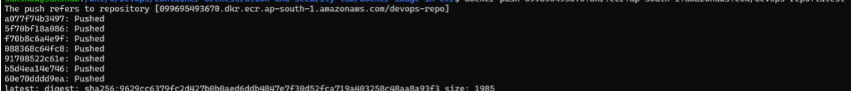 The push refers to repository [099695493670.dkr.ecr.ap-south-1.amazonaws.com/devops-repo]
a077f74b3497: Pushed
5f70bf18a086: Pushed
f70b8c6a4e9f: Pushed
088368c64fc8: Pushed
91708522c61e: Pushed
b5d4ea14e746: Pushed
60e70dddd9ea: Pushed
latest: digest: sha256:9629cc6379fc2d427b0b0aed6ddb4847e7f30d52fca719a403258c48aa8a93f3 size: 1985